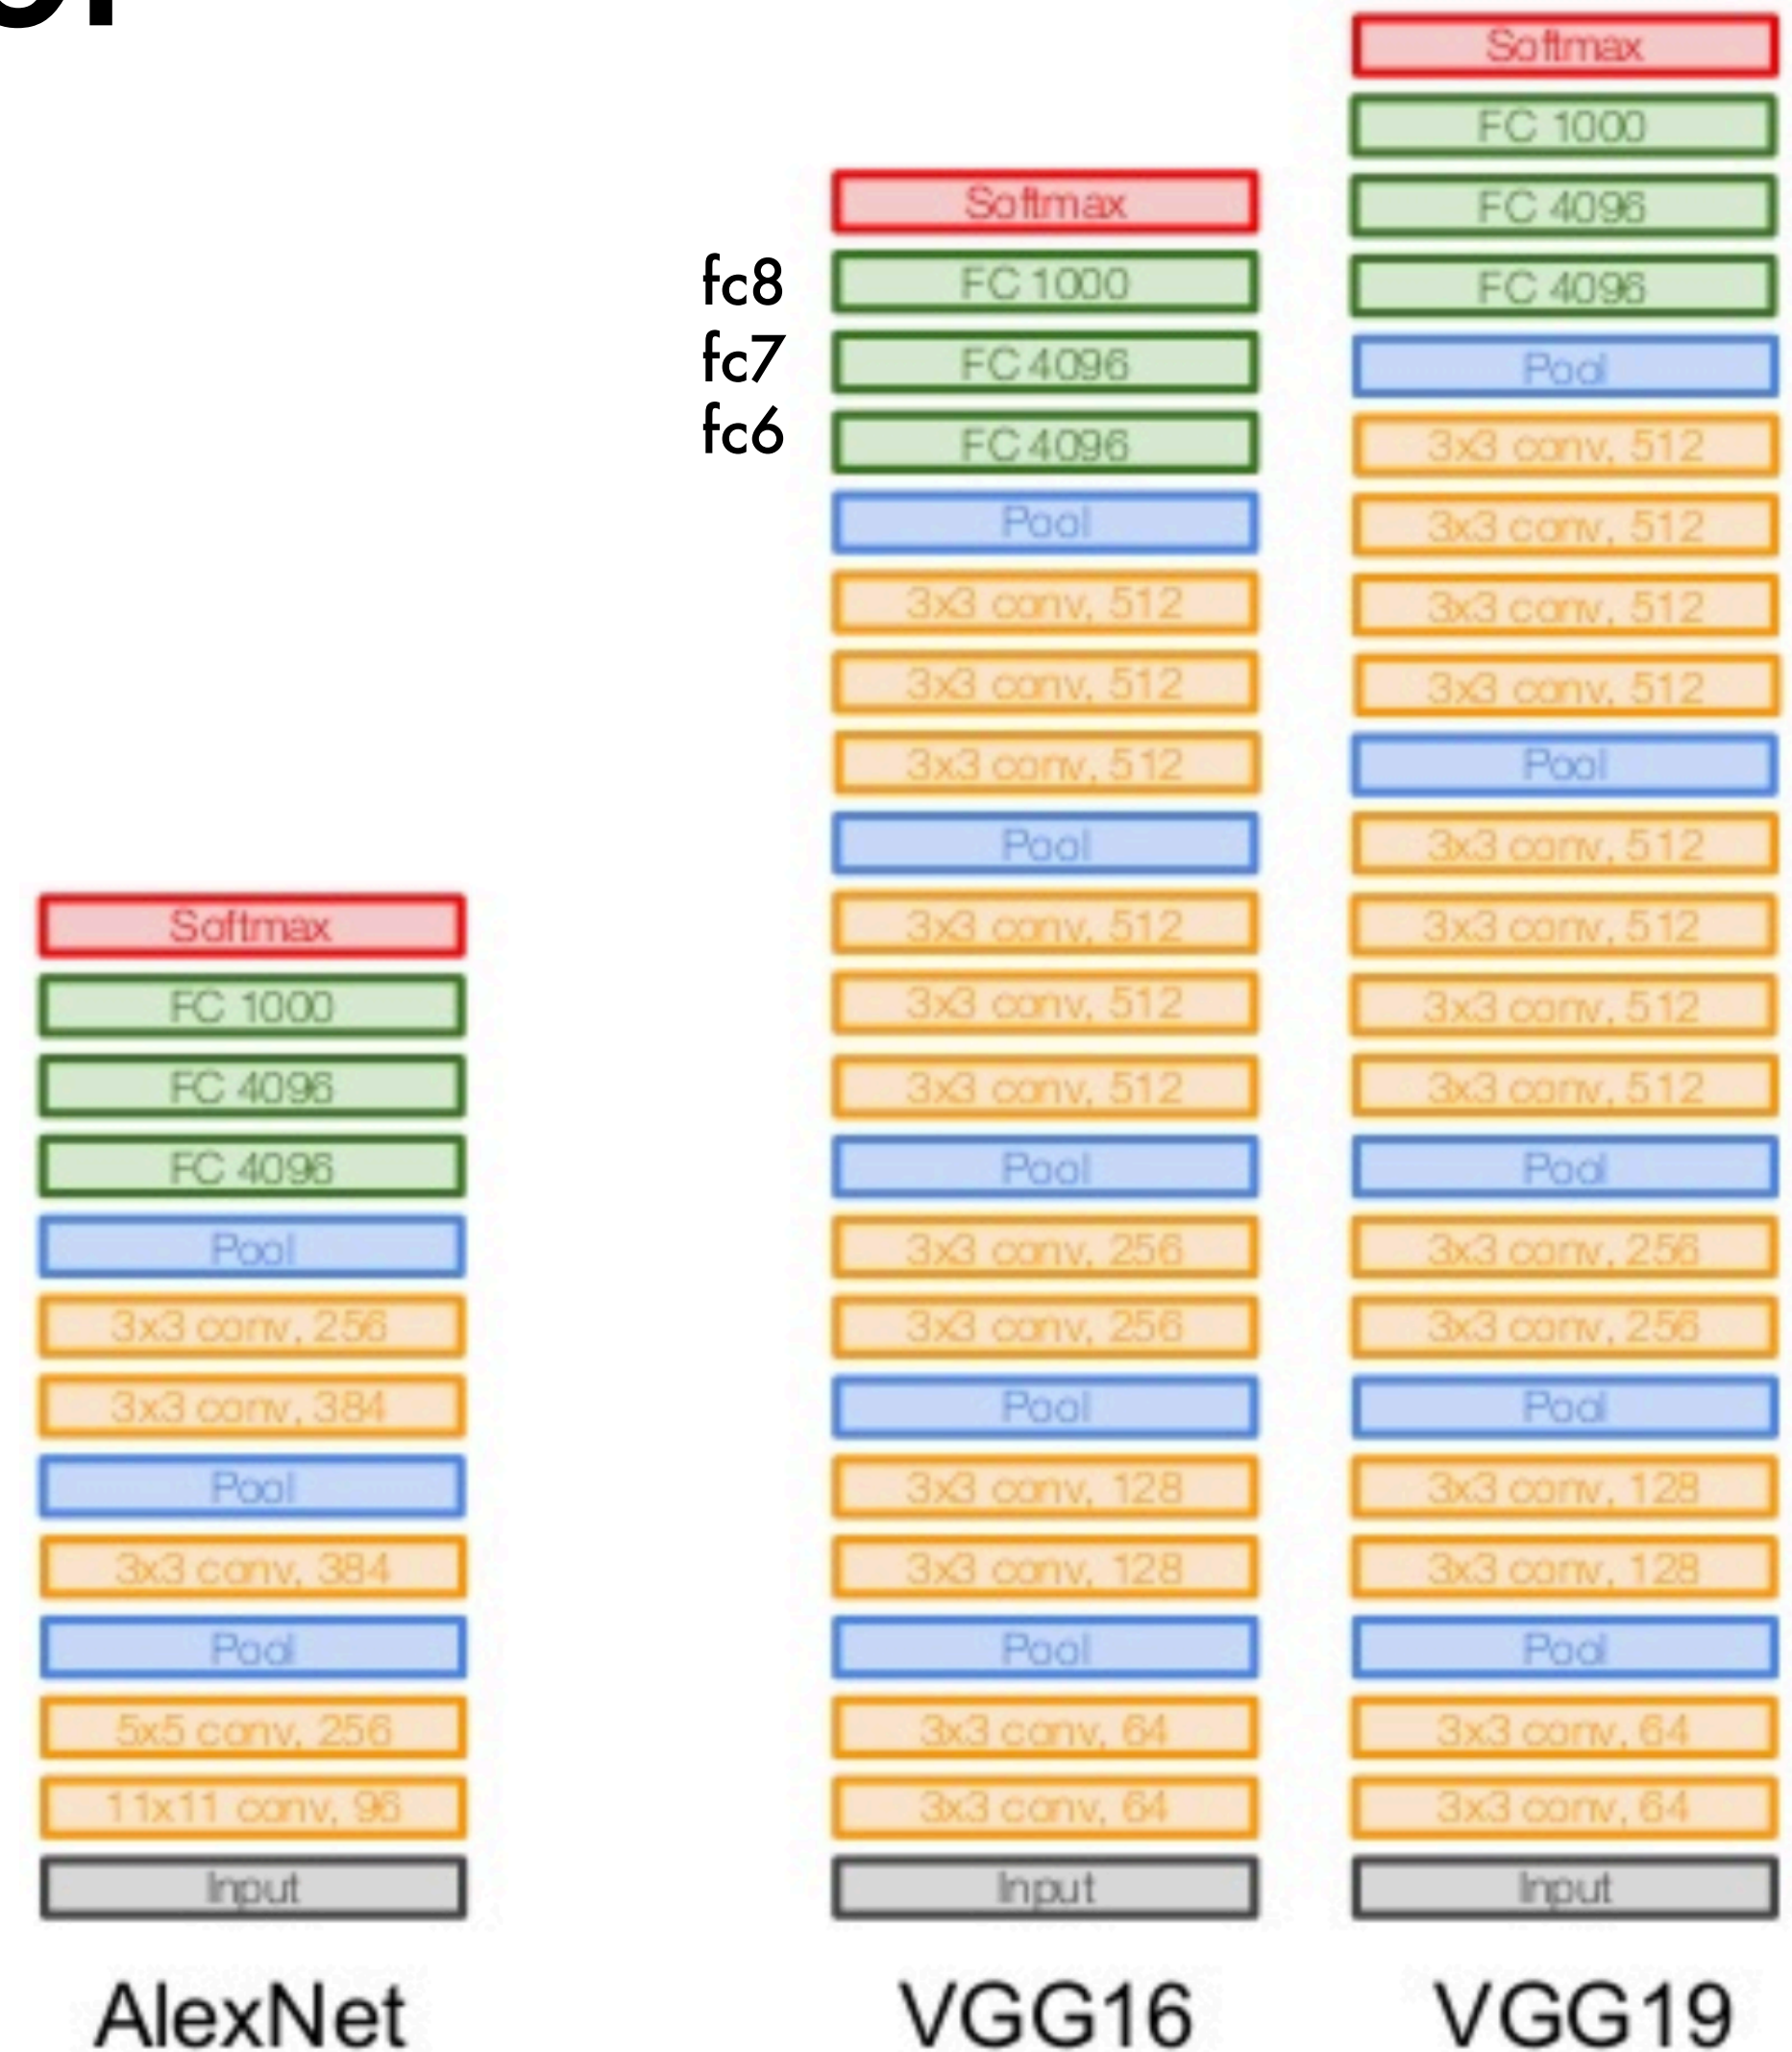 Softmax
FC 1000
FC 4096
FC 4096
Pool
3x3 conv, 256
3x3 conv, 384
Pool
3x3 conv, 384
Pool
5x5 conv, 256
11x11 conv, 96
Input
AlexNet
fc8
fc7
fc6
Softmax
FC 1000
FC 4096
FC 4096
Pool
3x3 conv, 512
3x3 conv, 512
3x3 conv, 512
Pool
3x3 conv, 512
3x3 conv, 512
3x3 conv, 512
Pool
3x3 conv, 256
3x3 conv, 256
Pool
3x3 conv, 128
3x3 conv, 128
Pool
3x3 conv, 64
3x3 conv, 64
Input
VGG16
Softmax
FC 1000
FC 4096
FC 4096
Pool
3x3 conv, 512
3x3 conv, 512
3x3 conv, 512
3x3 conv, 512
Pool
3x3 conv, 512
3x3 conv, 512
3x3 conv, 512
3x3 conv, 512
Pool
3x3 conv, 256
3x3 conv, 256
Pool
3x3 conv, 128
3x3 conv, 128
Pool
3x3 conv, 64
3x3 conv, 64
Input
VGG19